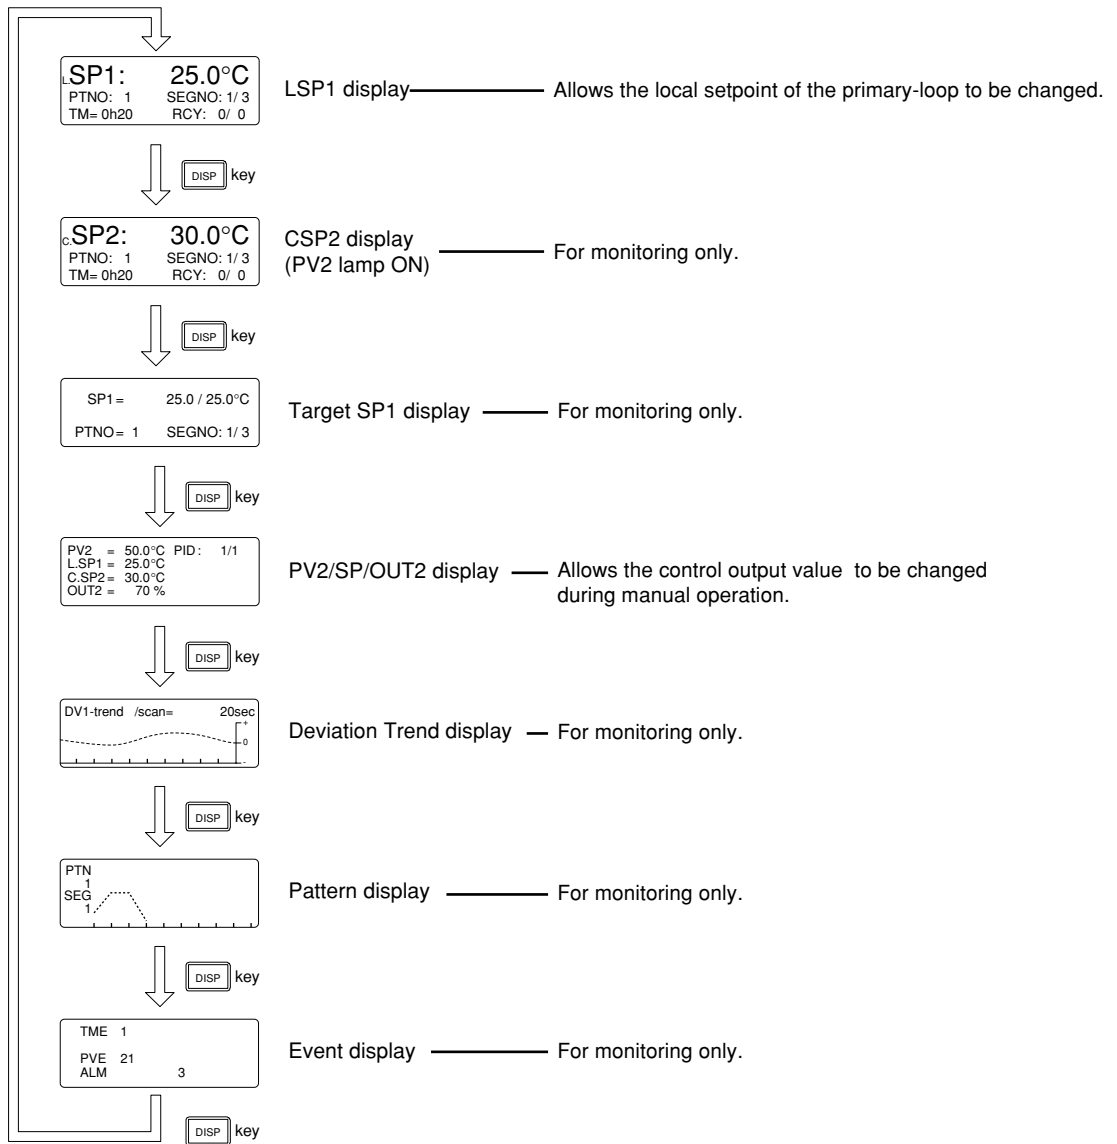 L.SP1: 25.0°C
PTNO: 1 SEGNO: 1/ 3
TM= 0h20 RCY: 0/ 0
LSP1 display
Allows the local setpoint of the primary-loop to be changed.
DISP key
C.SP2: 30.0°C
PTNO: 1 SEGNO: 1/ 3
TM= 0h20 RCY: 0/ 0
CSP2 display
(PV2 lamp ON)
For monitoring only.
DISP key
SP1= 25.0 / 25.0°C
PTNO= 1 SEGNO: 1/ 3
Target SP1 display
For monitoring only.
DISP key
PV2 = 50.0°C PID: 1/1
L.SP1 = 25.0°C
C.SP2= 30.0°C
OUT2 = 70 %
PV2/SP/OUT2 display
Allows the control output value to be changed
during manual operation.
DISP key
DV1-trend /scan= 20sec
+
0
-
Deviation Trend display
For monitoring only.
DISP key
PTN
1
SEG
1
Pattern display
For monitoring only.
DISP key
TME 1
PVE 21
ALM 3
Event display
For monitoring only.
DISP key